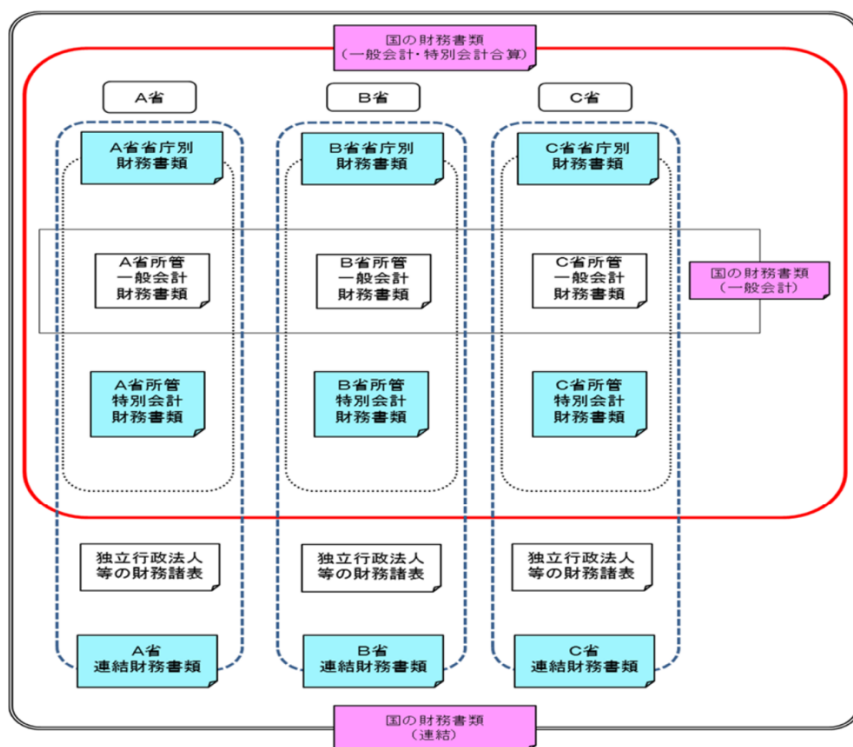 国の財務書類
(一般会計・特別会計合算)
A省
B省
C省
A省省庁別
財務書類
B省省庁別
財務書類
C省省庁別
財務書類
A省所管
一般会計
財務書類
B省所管
一般会計
財務書類
C省所管
一般会計
財務書類
国の財務書類
(一般会計)
A省所管
特別会計
財務書類
B省所管
特別会計
財務書類
C省所管
特別会計
財務書類
独立行政法人
等の財務諸表
独立行政法人
等の財務諸表
独立行政法人
等の財務諸表
A省
連結財務書類
B省
連結財務書類
C省
連結財務書類
国の財務書類
(連結)